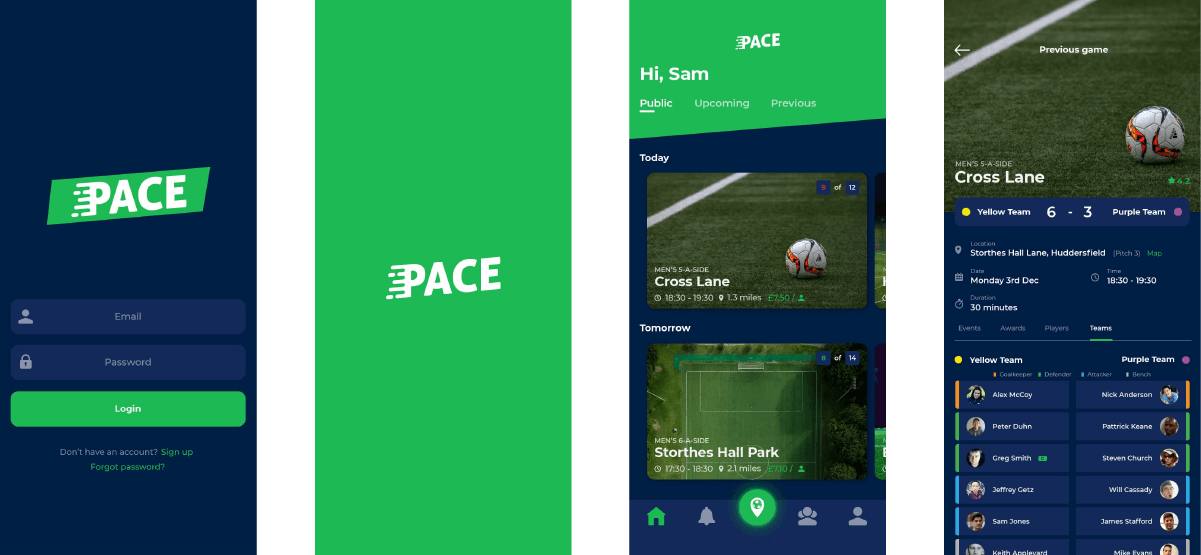 PACE
Email
Password
Login
Don't have an account? Sign up
Forgot password?
PACE
PACE
Hi, Sam
Public Upcoming Previous
Today
9 of 12
MEN'S 5-A-SIDE
Cross Lane
18:30 - 19:30 1.3 miles £7.50 /
Tomorrow
8 of 14
MEN'S 6-A-SIDE
Storthes Hall Park
17:30 - 18:30 2.1 miles £7.10 /
Previous game
MEN'S 5-A-SIDE
Cross Lane
4.2
Yellow Team 6 - 3 Purple Team
Location
Storthes Hall Lane, Huddersfield (Pitch 3) Map
Date Time
Monday 3rd Dec 18:30 - 19:30
Duration
30 minutes
Events Awards Players Teams
Yellow Team Purple Team
Goalkeeper Defender Attacker Bench
Alex McCoy Nick Anderson
Peter Duhn Pattrick Keane
Greg Smith Steven Church
Jeffrey Getz Will Cassady
Sam Jones James Stafford
Keith Appleyard Mike Evans